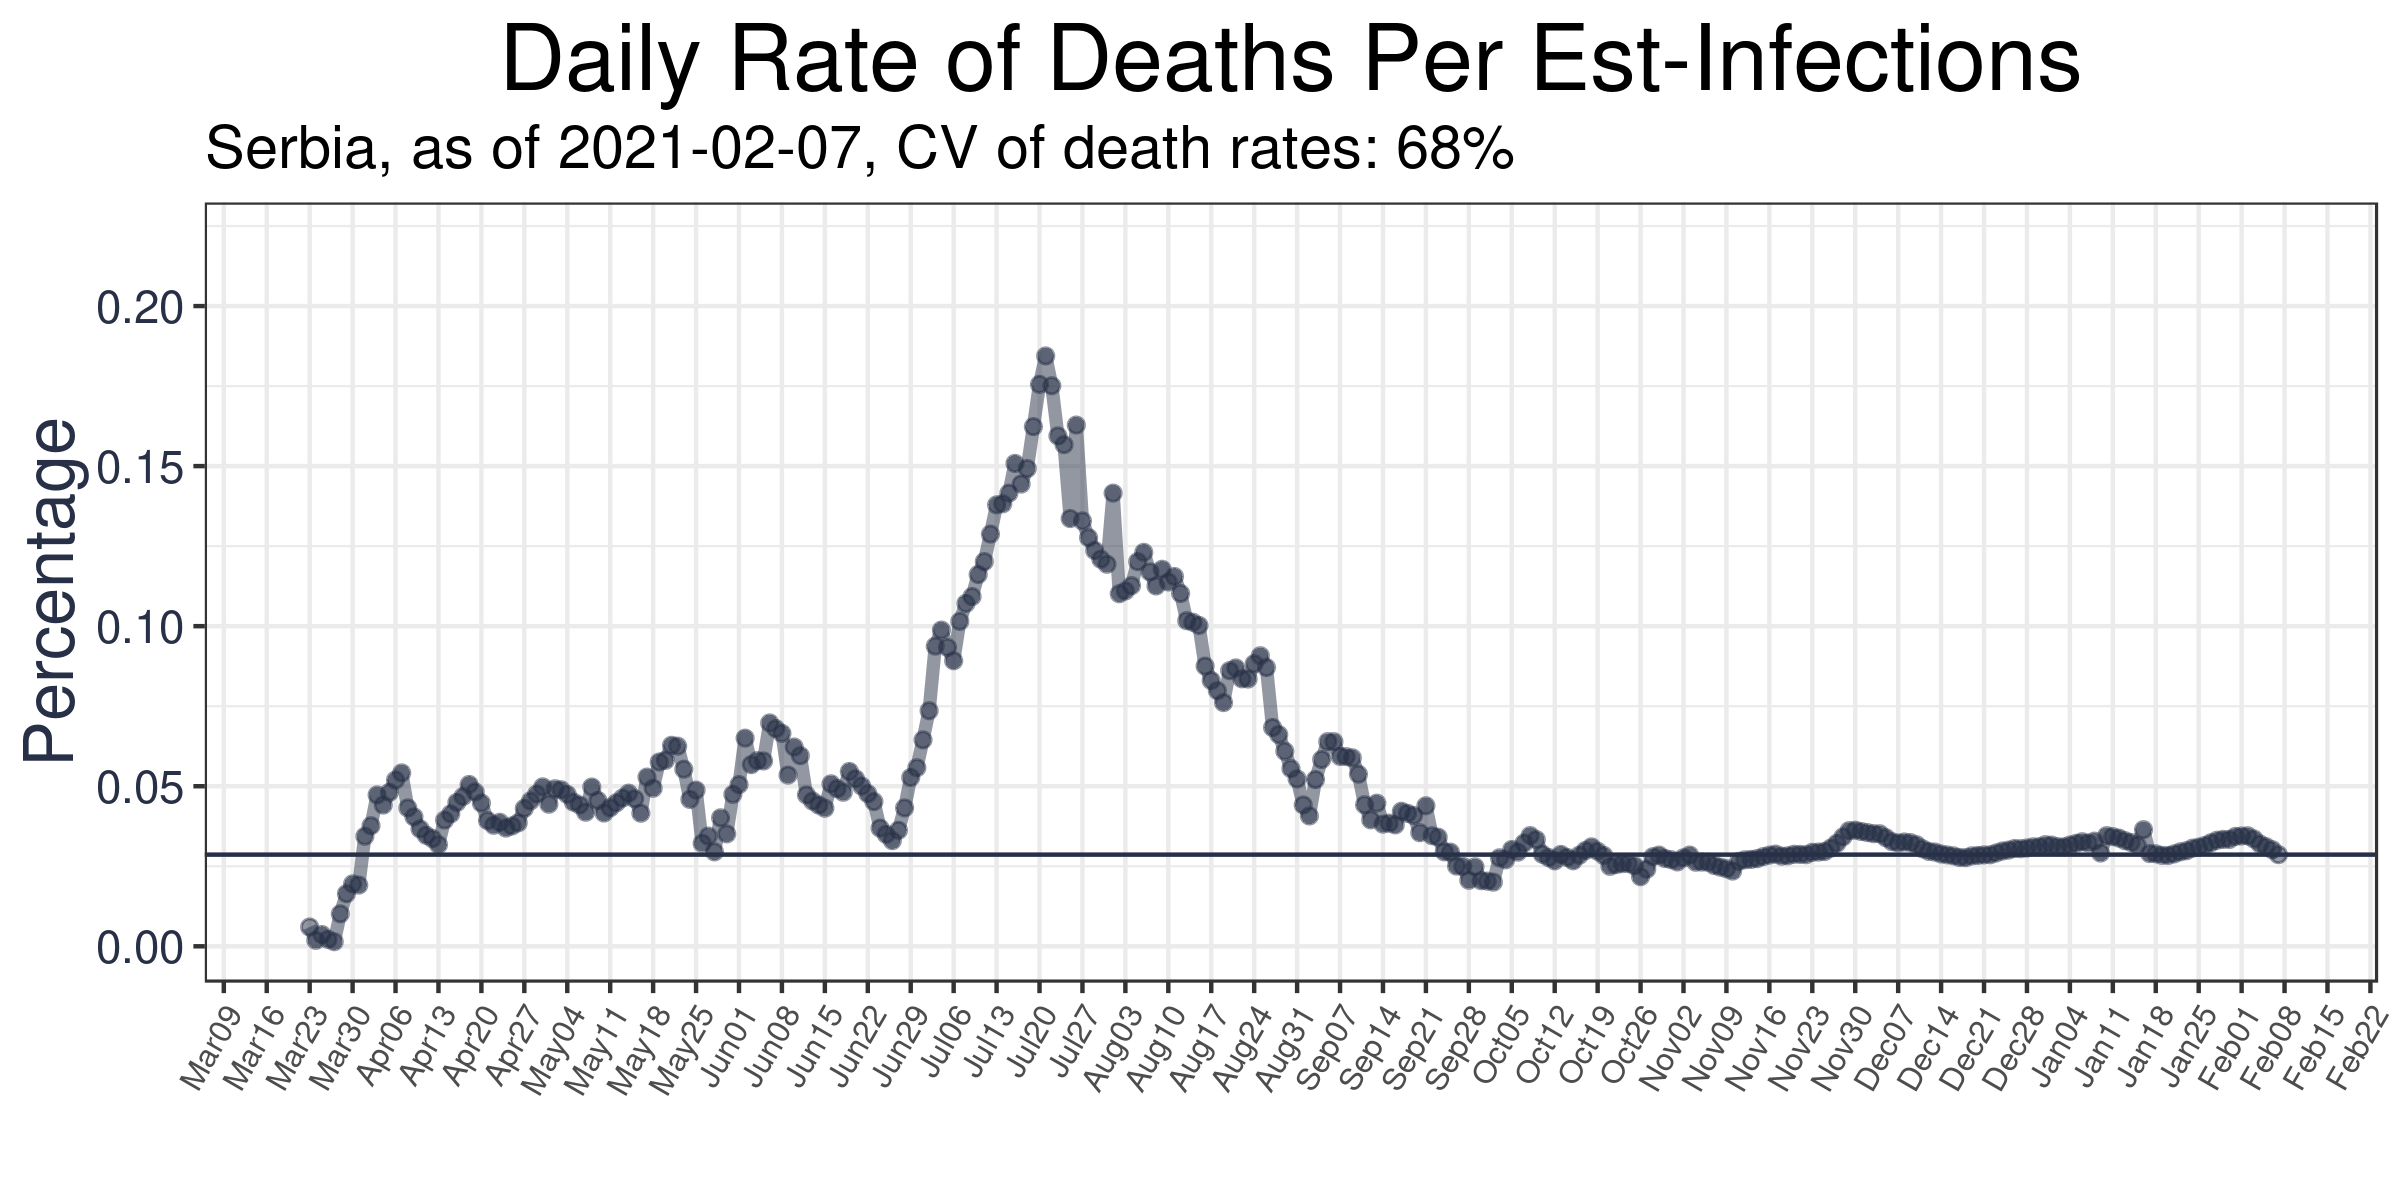 Daily Rate of Deaths Per Est-Infections
Serbia, as of 2021-02-07, CV of death rates: 68%
Percentage
0.20
0.15
0.10
0.05
0.00
Mar09 Mar16 Mar23 Mar30 Apr06 Apr13 Apr20 Apr27 May04 May11 May18 May25 Jun01 Jun08 Jun15 Jun22 Jun29 Jul06 Jul13 Jul20 Jul27 Aug03 Aug10 Aug17 Aug24 Aug31 Sep07 Sep14 Sep21 Sep28 Oct05 Oct12 Oct19 Oct26 Nov02 Nov09 Nov16 Nov23 Nov30 Dec07 Dec14 Dec21 Dec28 Jan04 Jan11 Jan18 Jan25 Feb01 Feb08 Feb15 Feb22